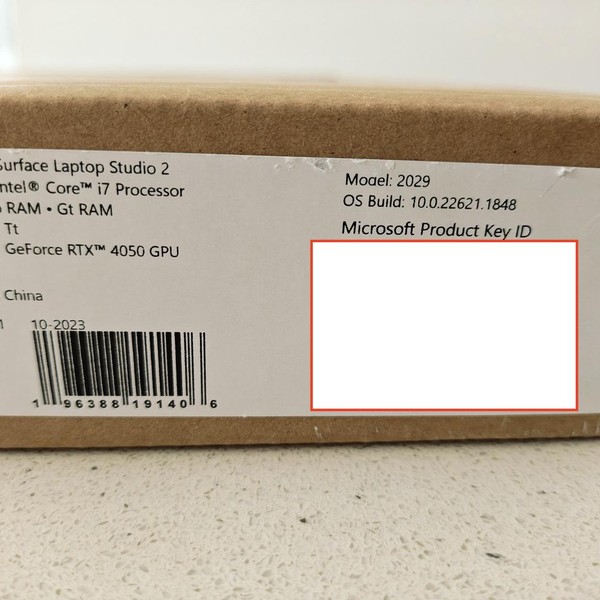 Surface Laptop Studio 2
Intel® Core™ i7 Processor
RAM • Gt RAM
Tt
GeForce RTX™ 4050 GPU
China
10-2023
1 96388 19140 6
Model: 2029
OS Build: 10.0.22621.1848
Microsoft Product Key ID